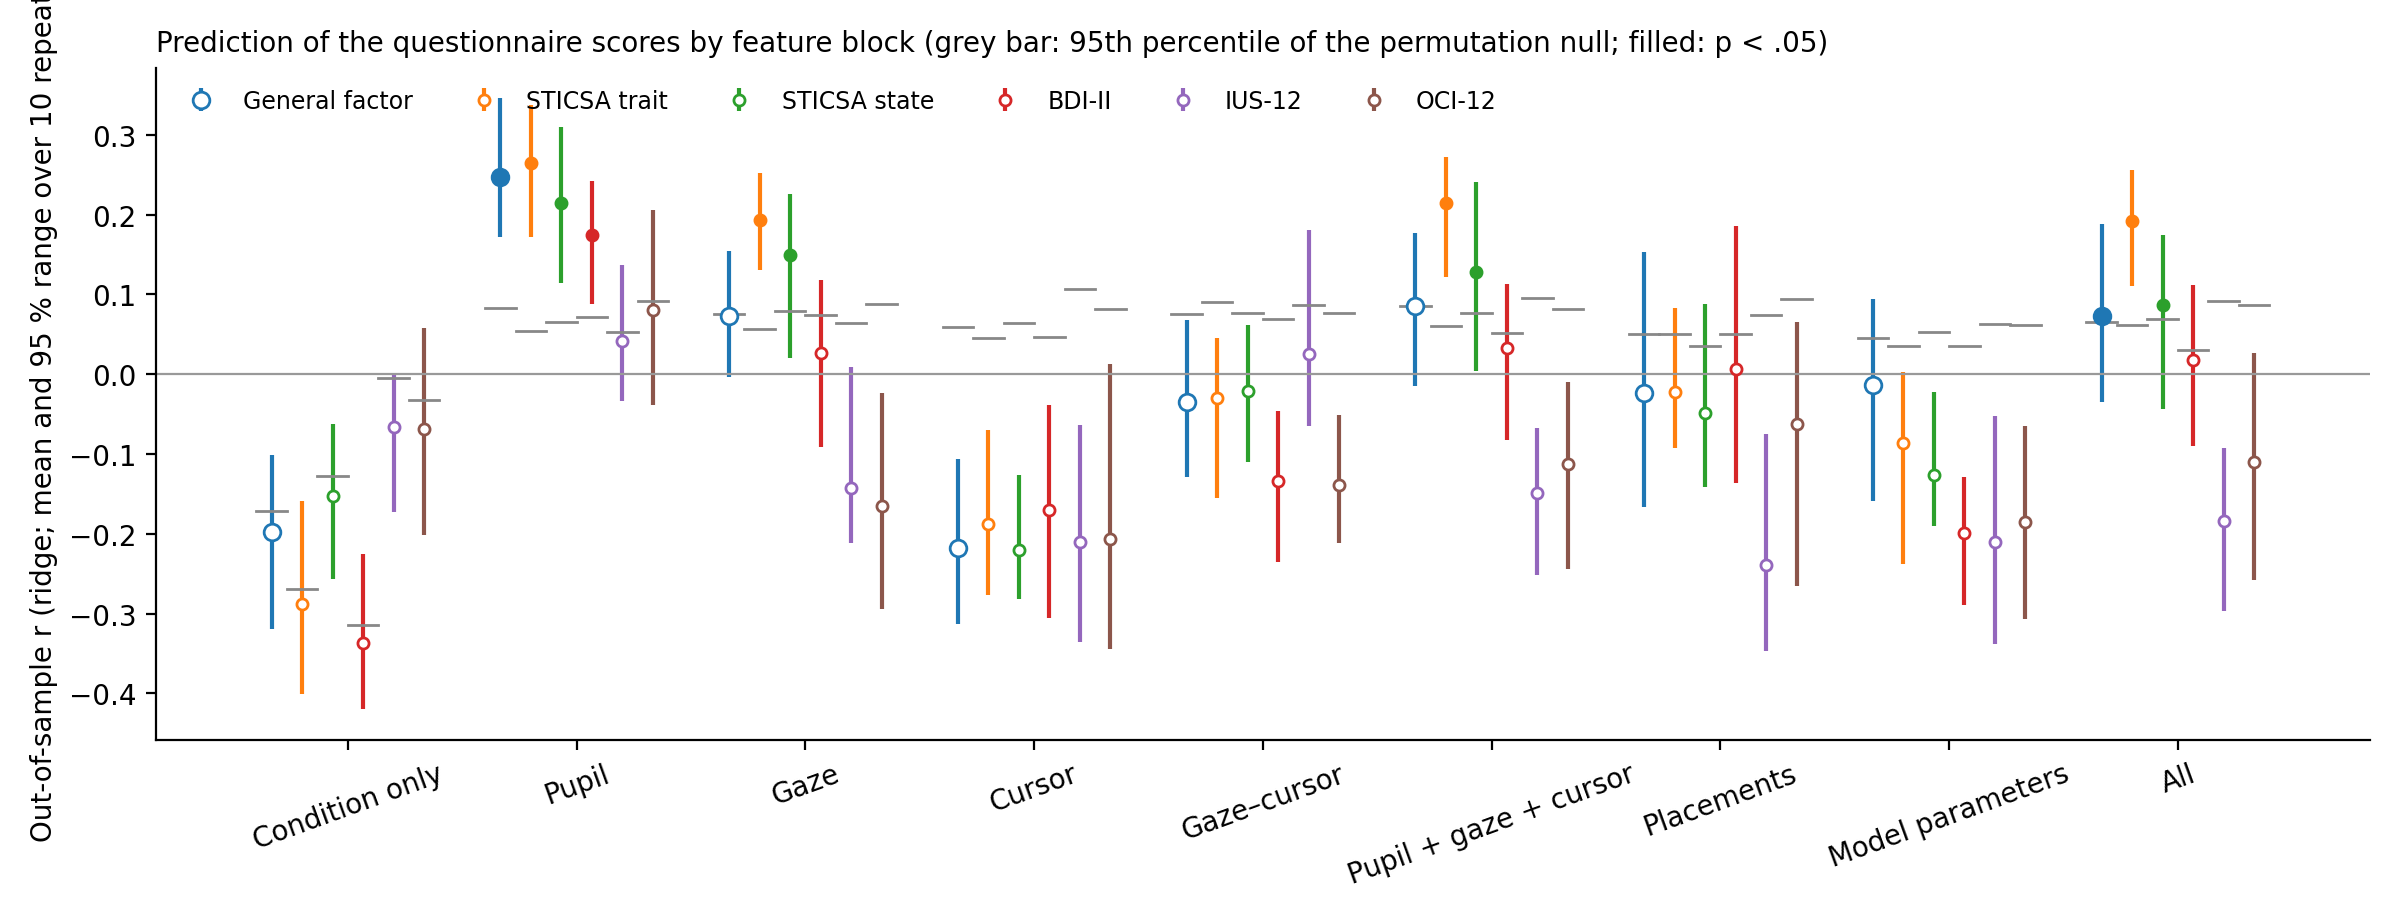 Prediction of the questionnaire scores by feature block (grey bar: 95th percentile of the permutation null; filled: p < .05)
General factor STICSA trait STICSA state BDI-II IUS-12 OCI-12
Out-of-sample r (ridge; mean and 95 % range over 10 repeat
0.3
0.2
0.1
0.0
−0.1
−0.2
−0.3
−0.4
Condition only
Pupil
Gaze
Cursor
Gaze–cursor
Pupil + gaze + cursor
Placements
Model parameters
All